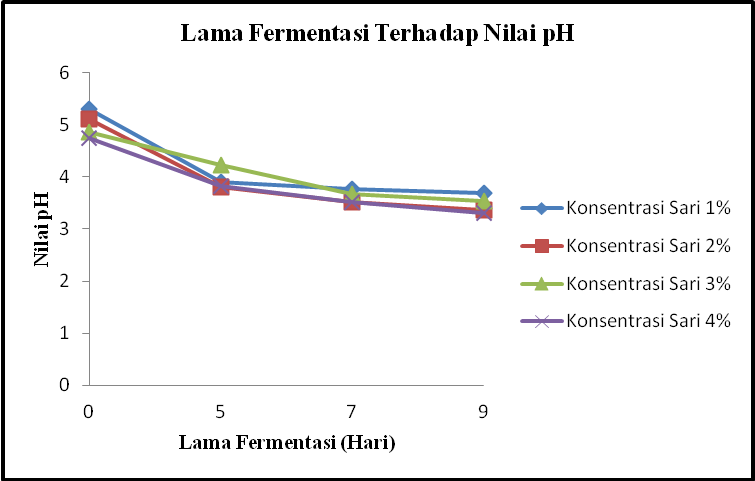 Lama Fermentasi Terhadap Nilai pH
6
5
4
3
2
1
0
Nilai pH
0 5 7 9
Lama Fermentasi (Hari)
Konsentrasi Sari 1%
Konsentrasi Sari 2%
Konsentrasi Sari 3%
Konsentrasi Sari 4%